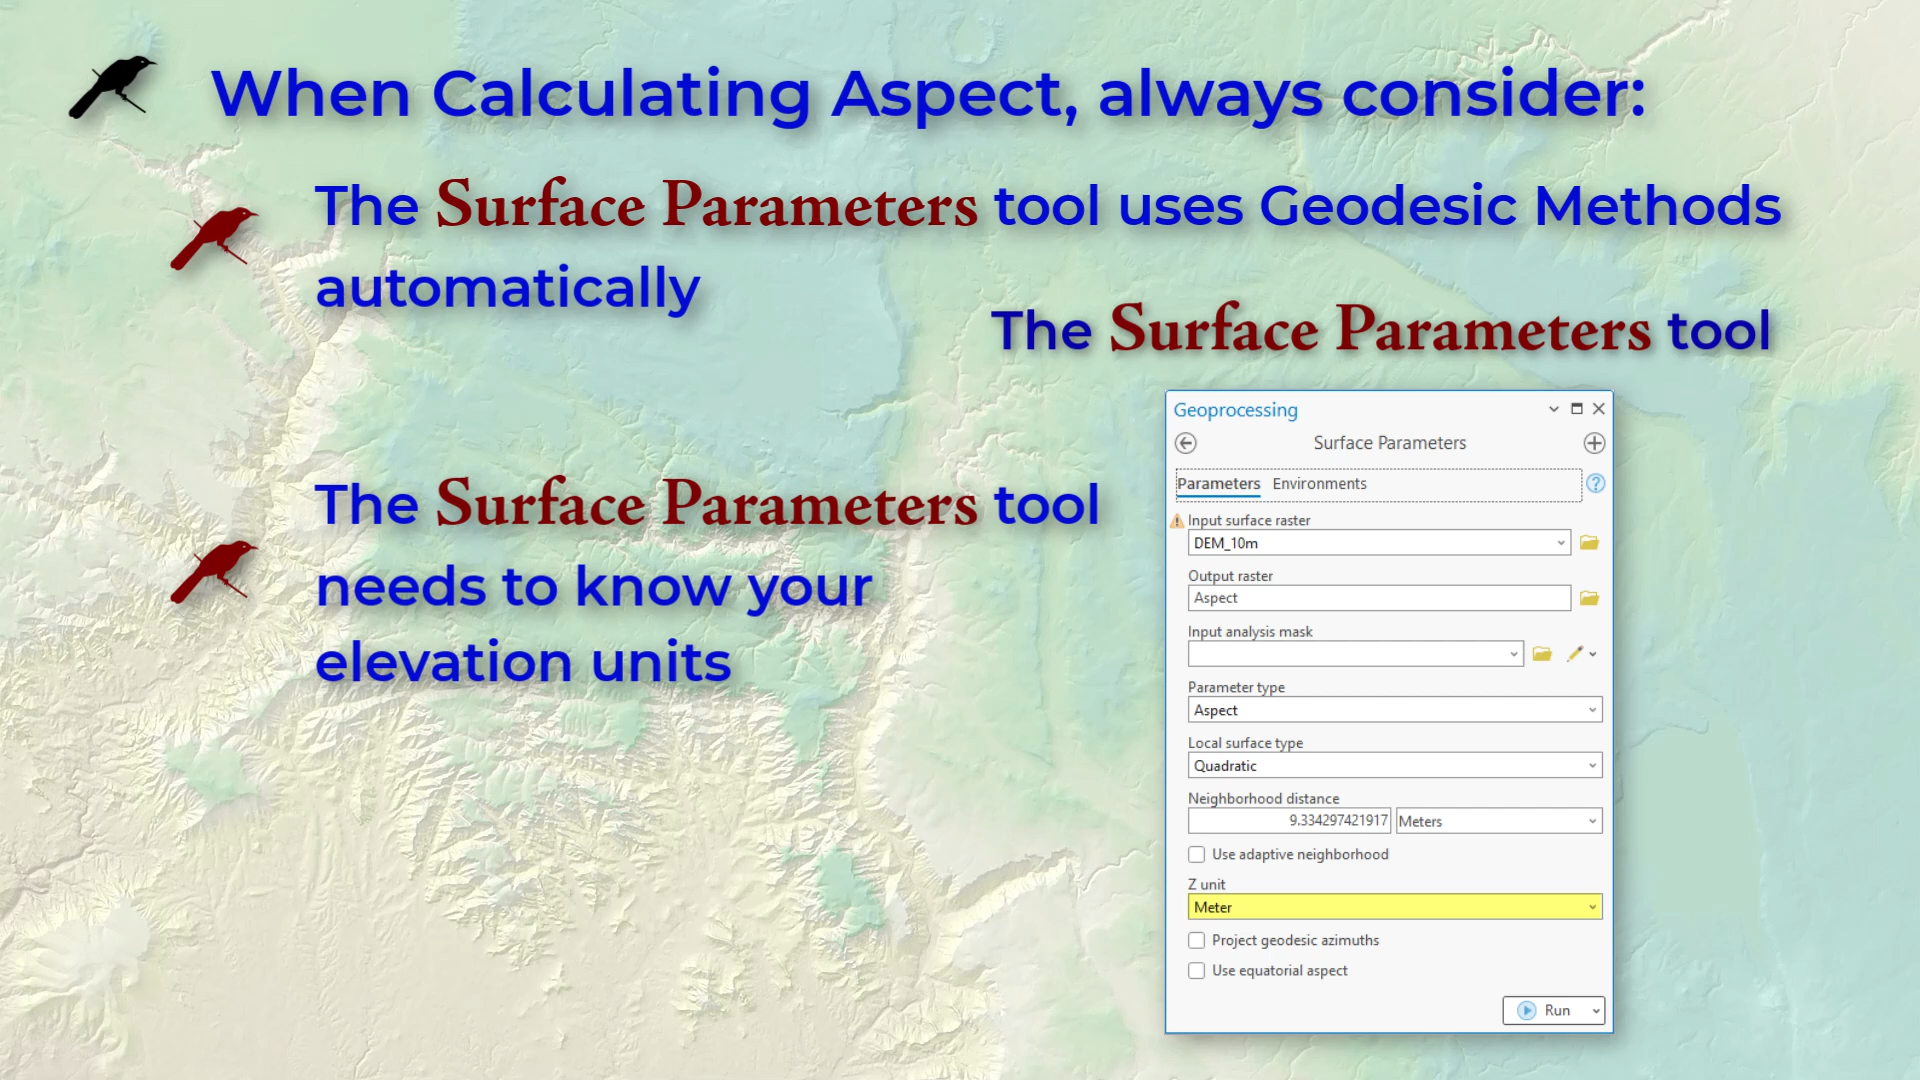 When Calculating Aspect, always consider:
The Surface Parameters tool uses Geodesic Methods
automatically
The Surface Parameters tool
needs to know your
elevation units
The Surface Parameters tool
Geoprocessing
Surface Parameters
Parameters Environments
Input surface raster
DEM_10m
Output raster
Aspect
Input analysis mask
Parameter type
Aspect
Local surface type
Quadratic
Neighborhood distance
9.334297421917 Meters
Use adaptive neighborhood
Z unit
Meter
Project geodesic azimuths
Use equatorial aspect
Run